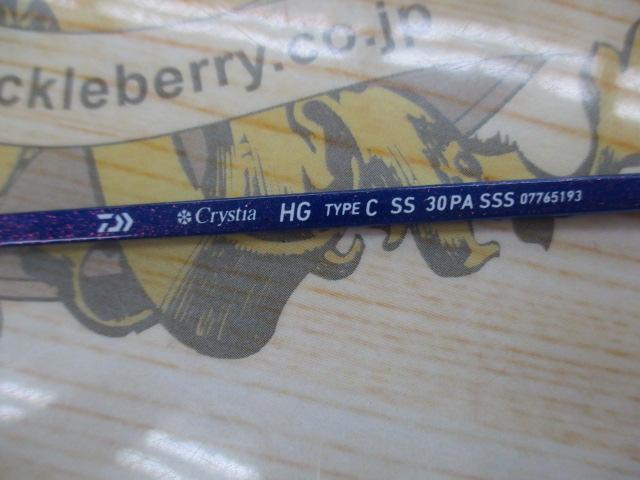 ckleberry.co.jp
Crystia HG TYPE C SS 30PA SSS 07765193